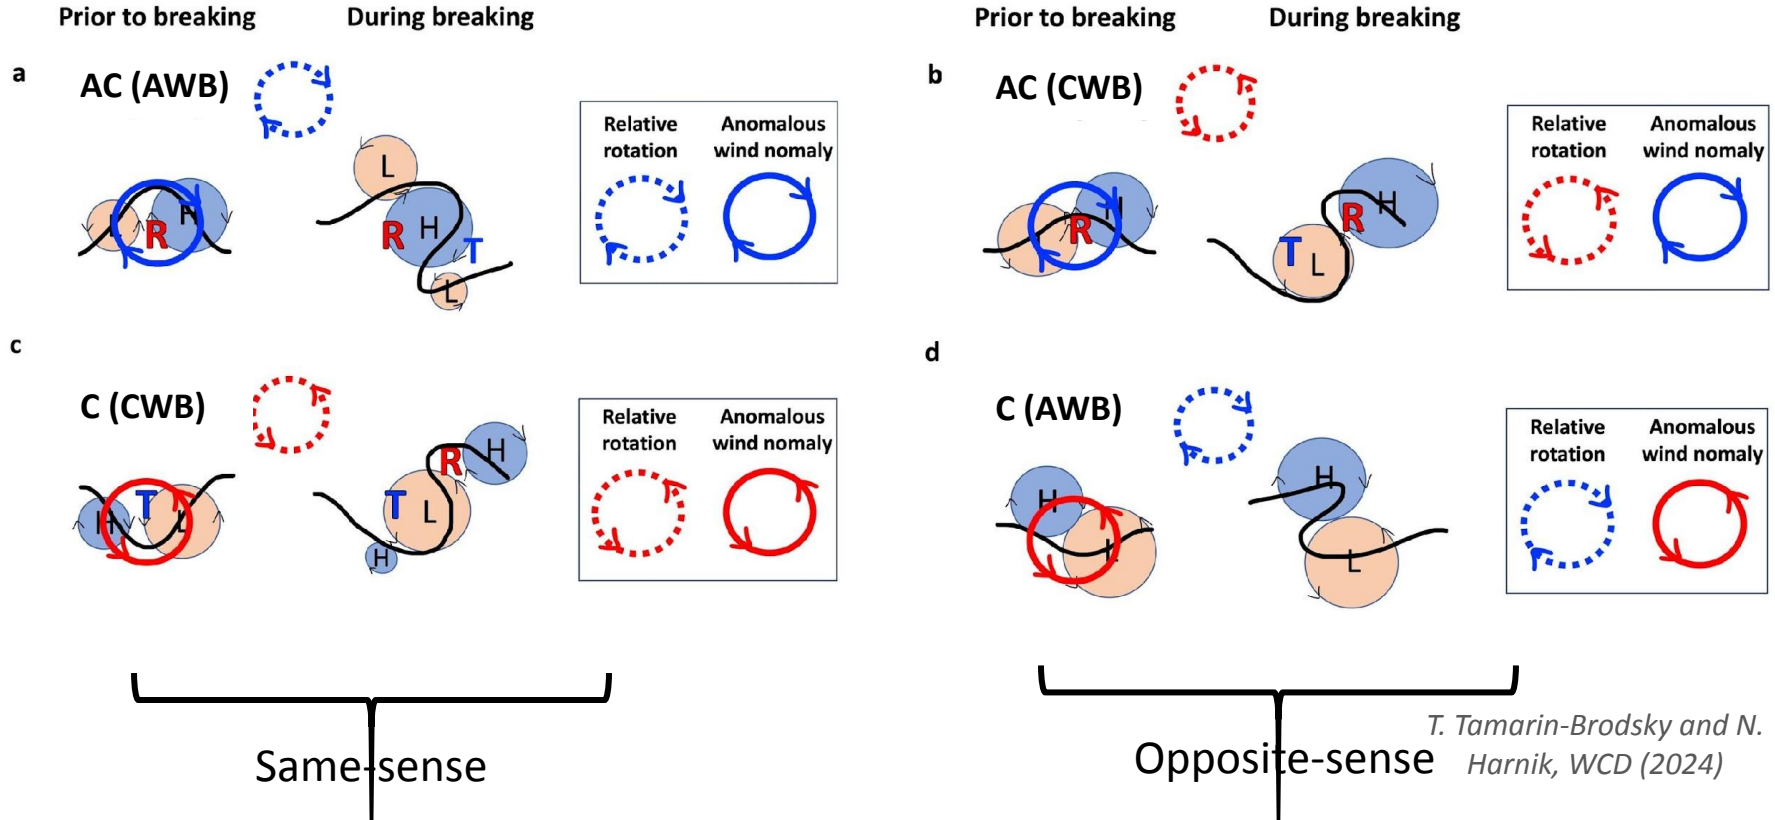 Prior to breaking
During breaking
Prior to breaking
During breaking
a
AC (AWB)
L
H
R
L
R
H
T
L
Relative
rotation
Anomalous
wind nomaly
b
AC (CWB)
H
R
R
H
T
L
Relative
rotation
Anomalous
wind nomaly
c
C (CWB)
H
T
L
H
R
T
L
H
Relative
rotation
Anomalous
wind nomaly
d
C (AWB)
H
L
H
L
Relative
rotation
Anomalous
wind nomaly
Same-sense
Opposite-sense
T. Tamarin-Brodsky and N.
Harnik, WCD (2024)